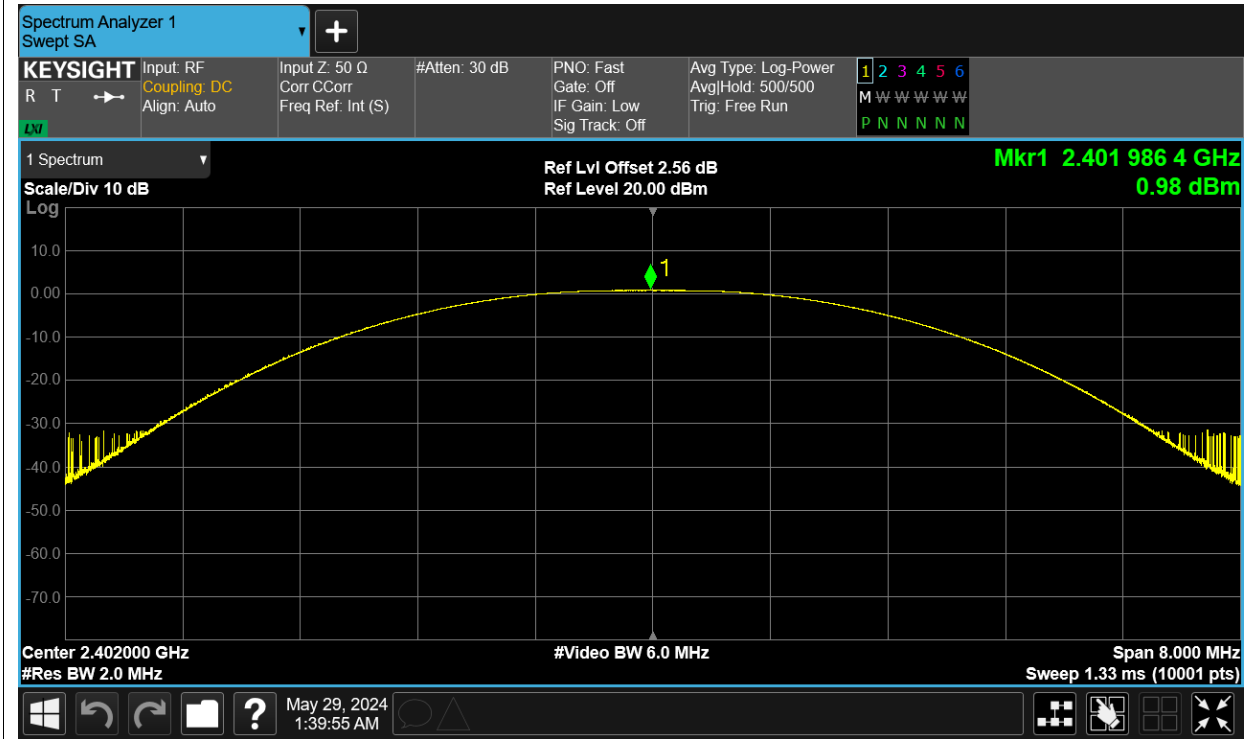 Spectrum Analyzer 1
Swept SA
+
KEYSIGHT
R T
LXI
Input: RF
Coupling: DC
Align: Auto
Input Z: 50 Ω
Corr CCorr
Freq Ref: Int (S)
#Atten: 30 dB
PNO: Fast
Gate: Off
IF Gain: Low
Sig Track: Off
Avg Type: Log-Power
Avg|Hold: 500/500
Trig: Free Run
1 2 3 4 5 6
M W W W W W
P N N N N N
1 Spectrum
Scale/Div 10 dB
Log
Ref Lvl Offset 2.56 dB
Ref Level 20.00 dBm
Mkr1 2.401 986 4 GHz
0.98 dBm
1
10.0
0.00
-10.0
-20.0
-30.0
-40.0
-50.0
-60.0
-70.0
Center 2.402000 GHz
#Res BW 2.0 MHz
#Video BW 6.0 MHz
Span 8.000 MHz
Sweep 1.33 ms (10001 pts)
?
May 29, 2024
1:39:55 AM